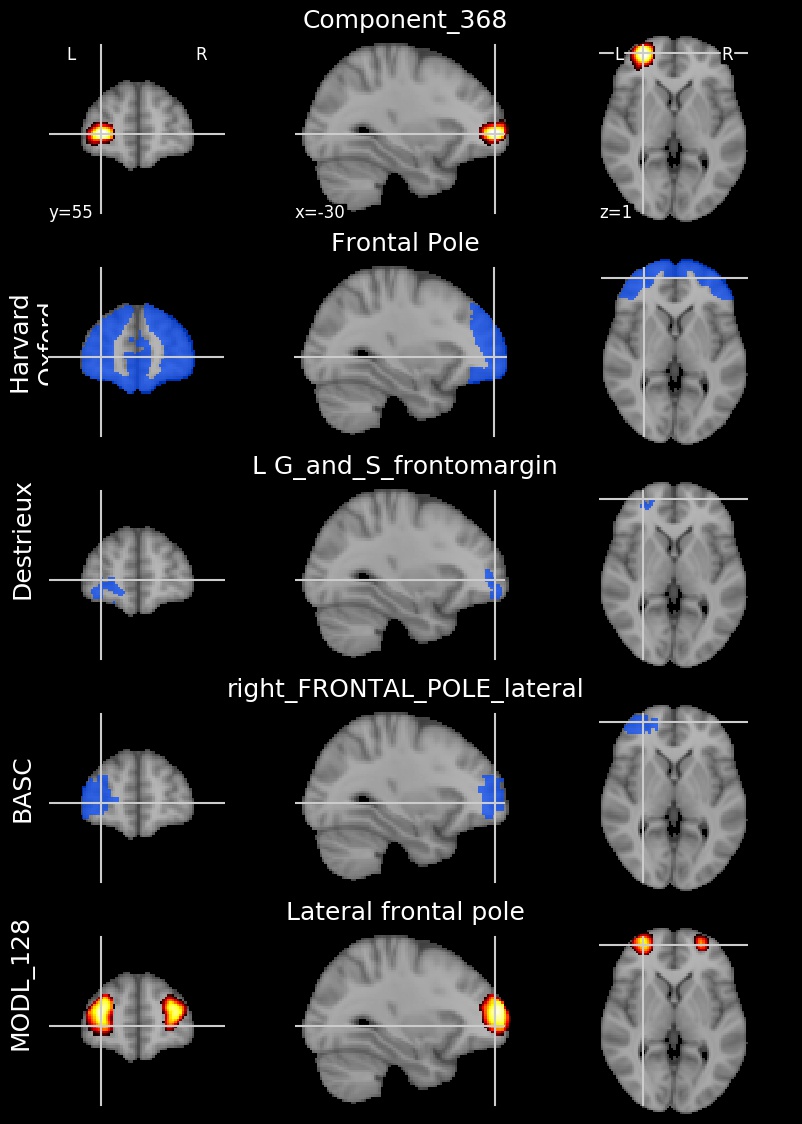 Component_368
L R L R
y=55 x=-30 z=1
Frontal Pole
Harvard
L G_and_S_frontomargin
Destrieux
right_FRONTAL_POLE_lateral
BASC
Lateral frontal pole
MODL_128